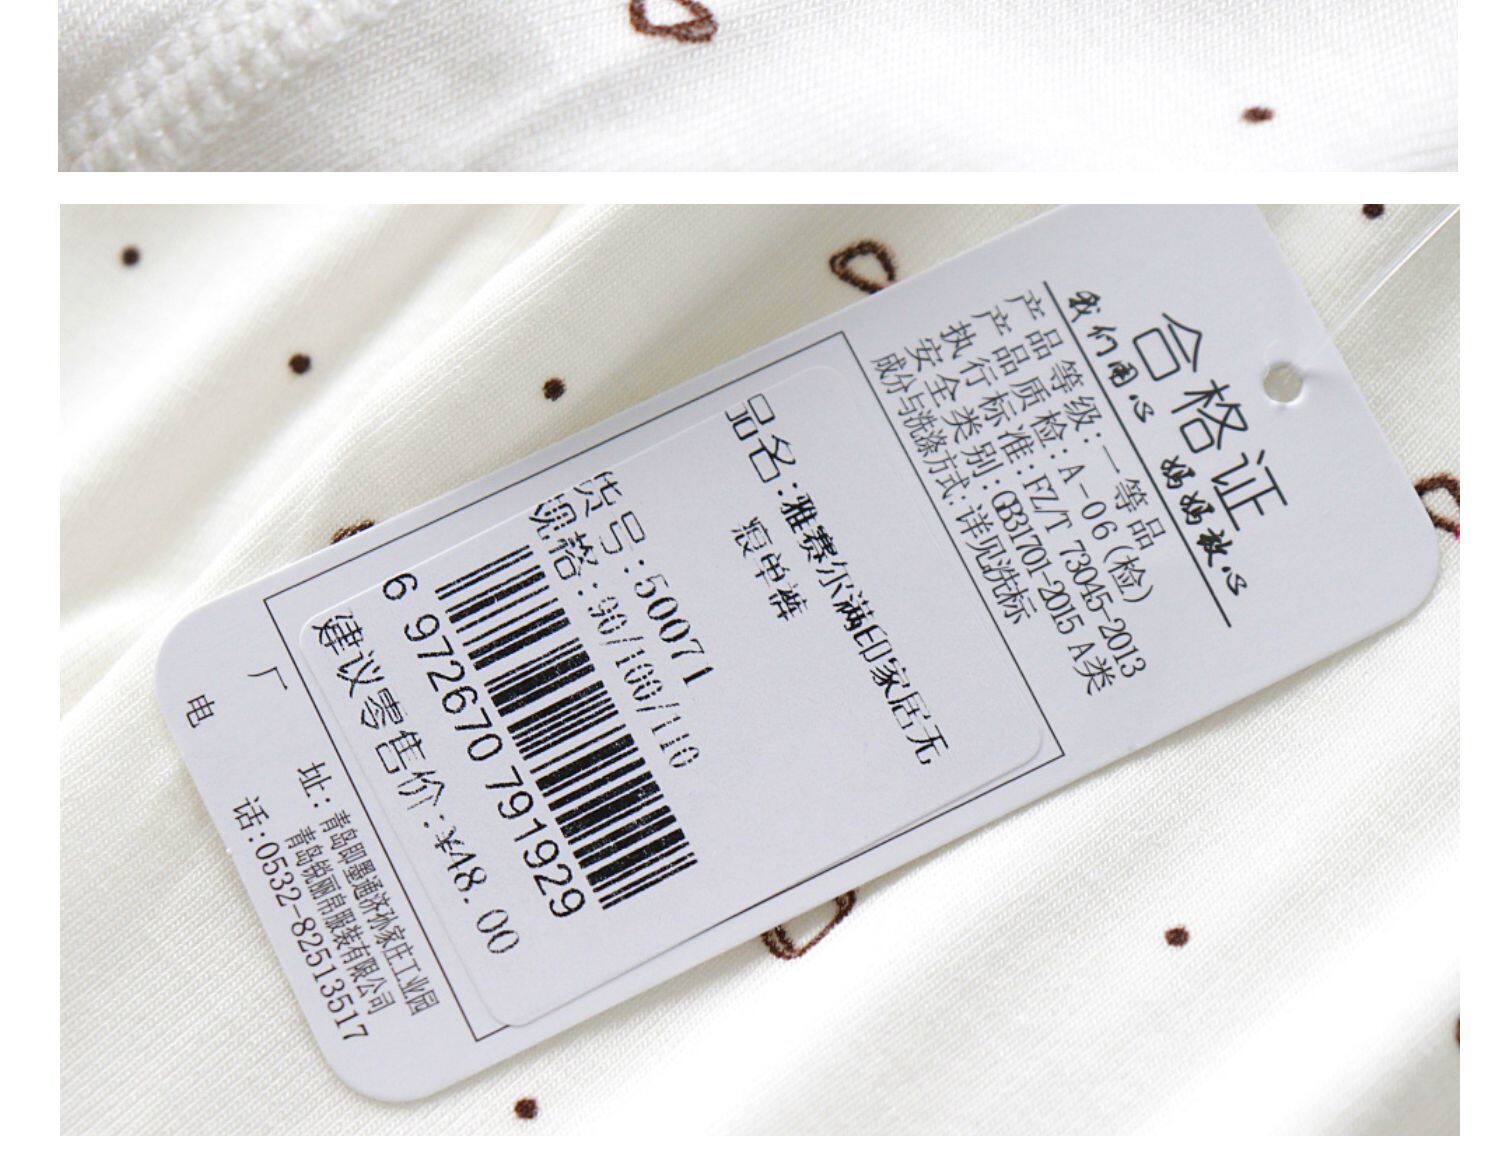 合格证
我们用心 妈妈放心
产品等级:一等品
产品质检:A-06(检)
执行标准:FZ/T 73045-2013
安全类别:GB31701-2015 A类
成分与洗涤方式:详见洗标
品名:雅赛尔满印家居无
痕单裤
货号:50071
规格:90/100/110
6 972670 791929
建议零售价:¥48.00
厂 址:青岛即墨通济孙家庄工业园
青岛锐丽帛服装有限公司
电 话:0532-82513517